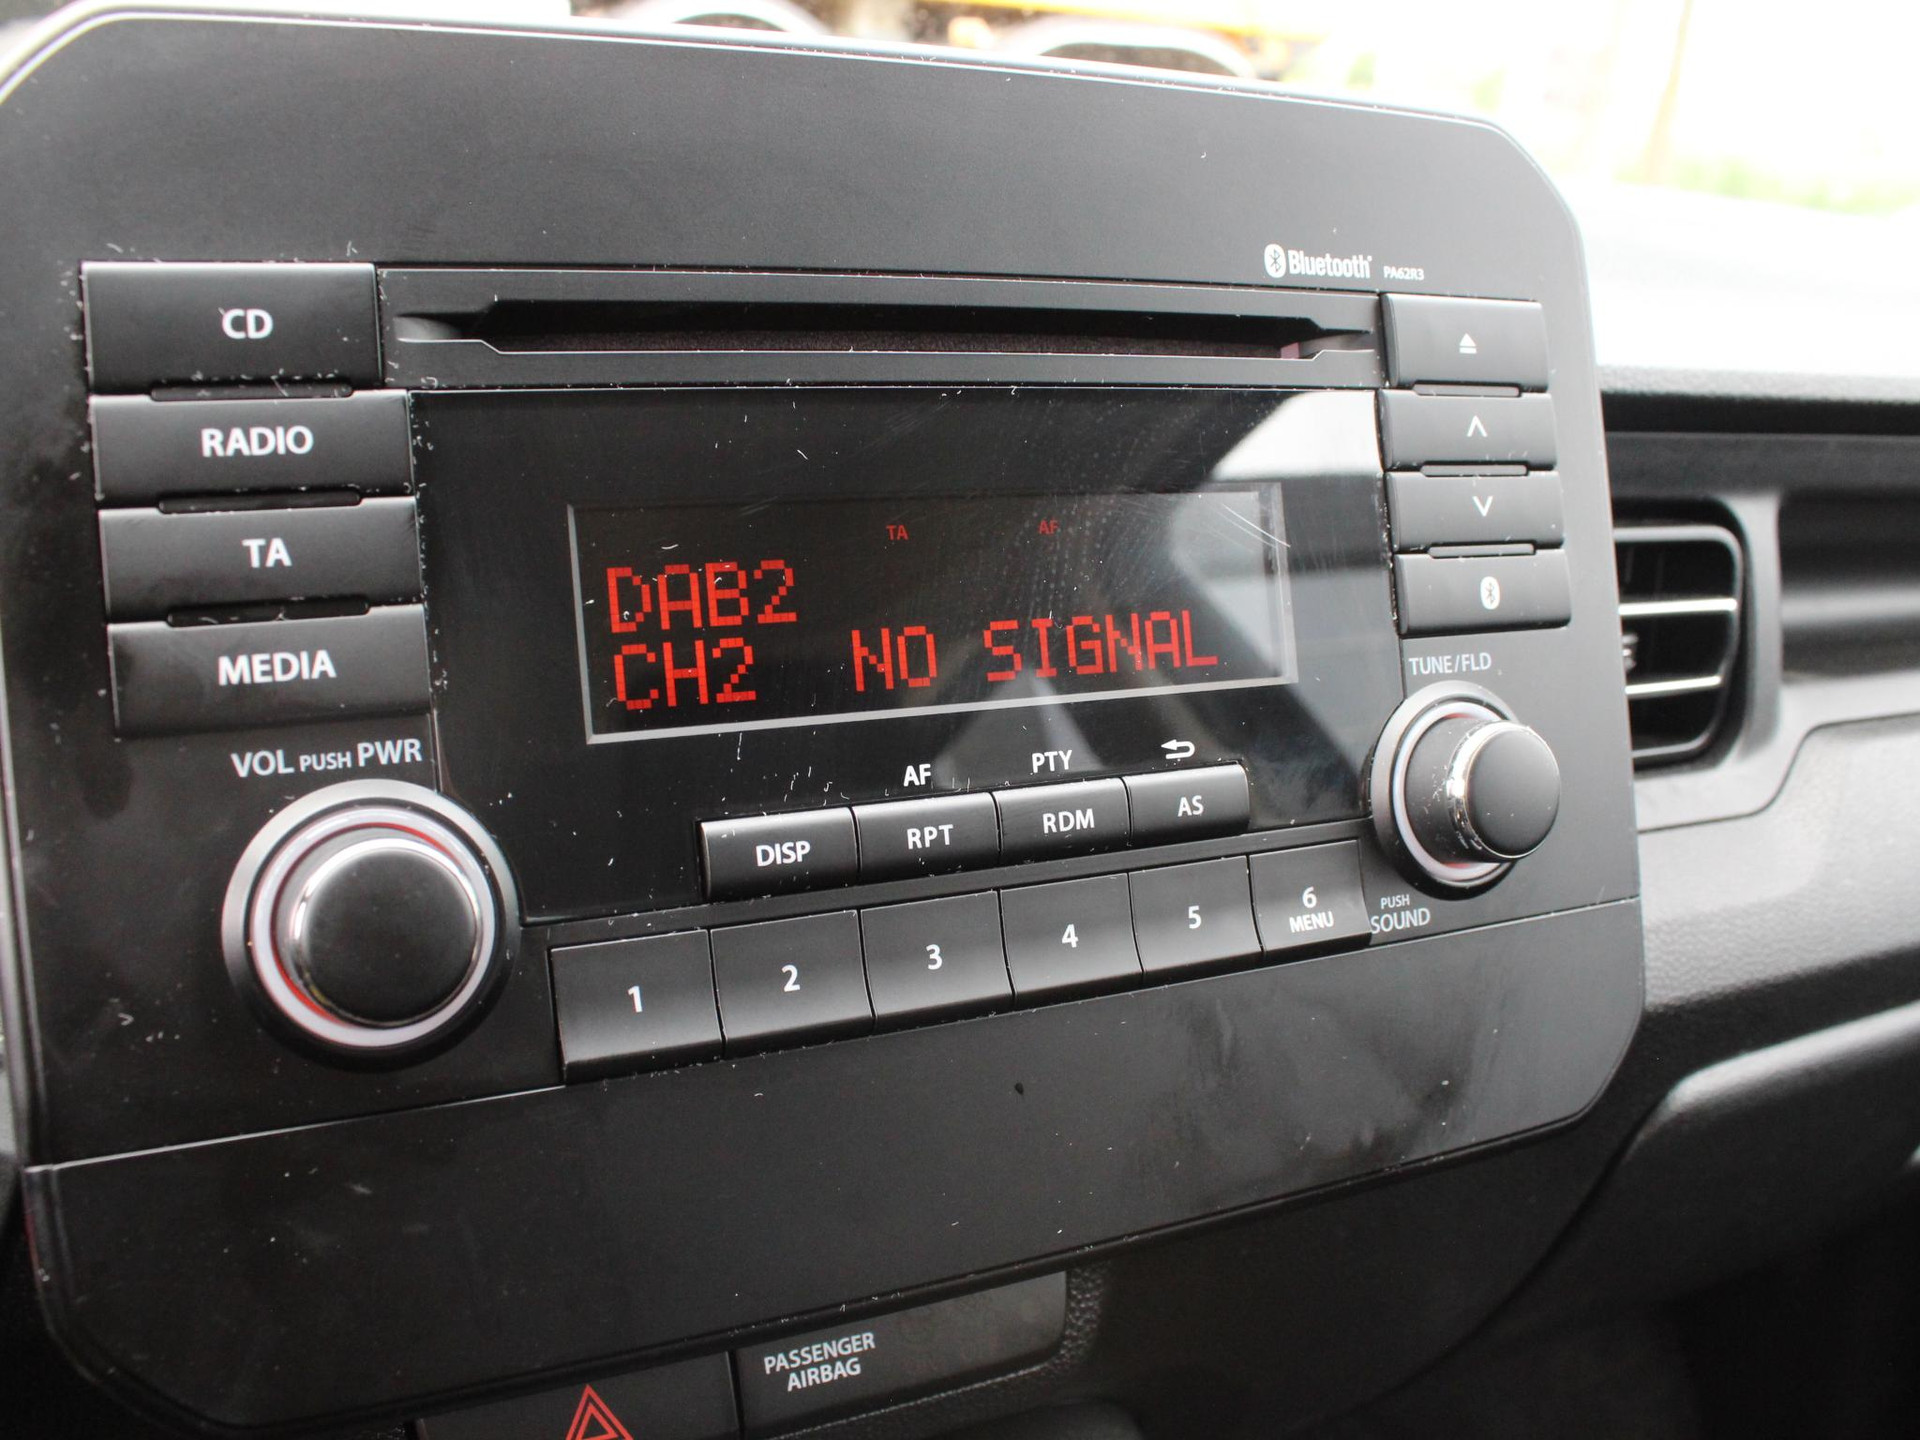 Bluetooth® PA62R3
CD
RADIO
TA
MEDIA
TA AF
DAB2
CH2 NO SIGNAL
TUNE/FLD
VOL PUSH PWR
AF PTY
DISP RPT RDM AS
1 2 3 4 5 6
MENU
PUSH
SOUND
PASSENGER
AIRBAG